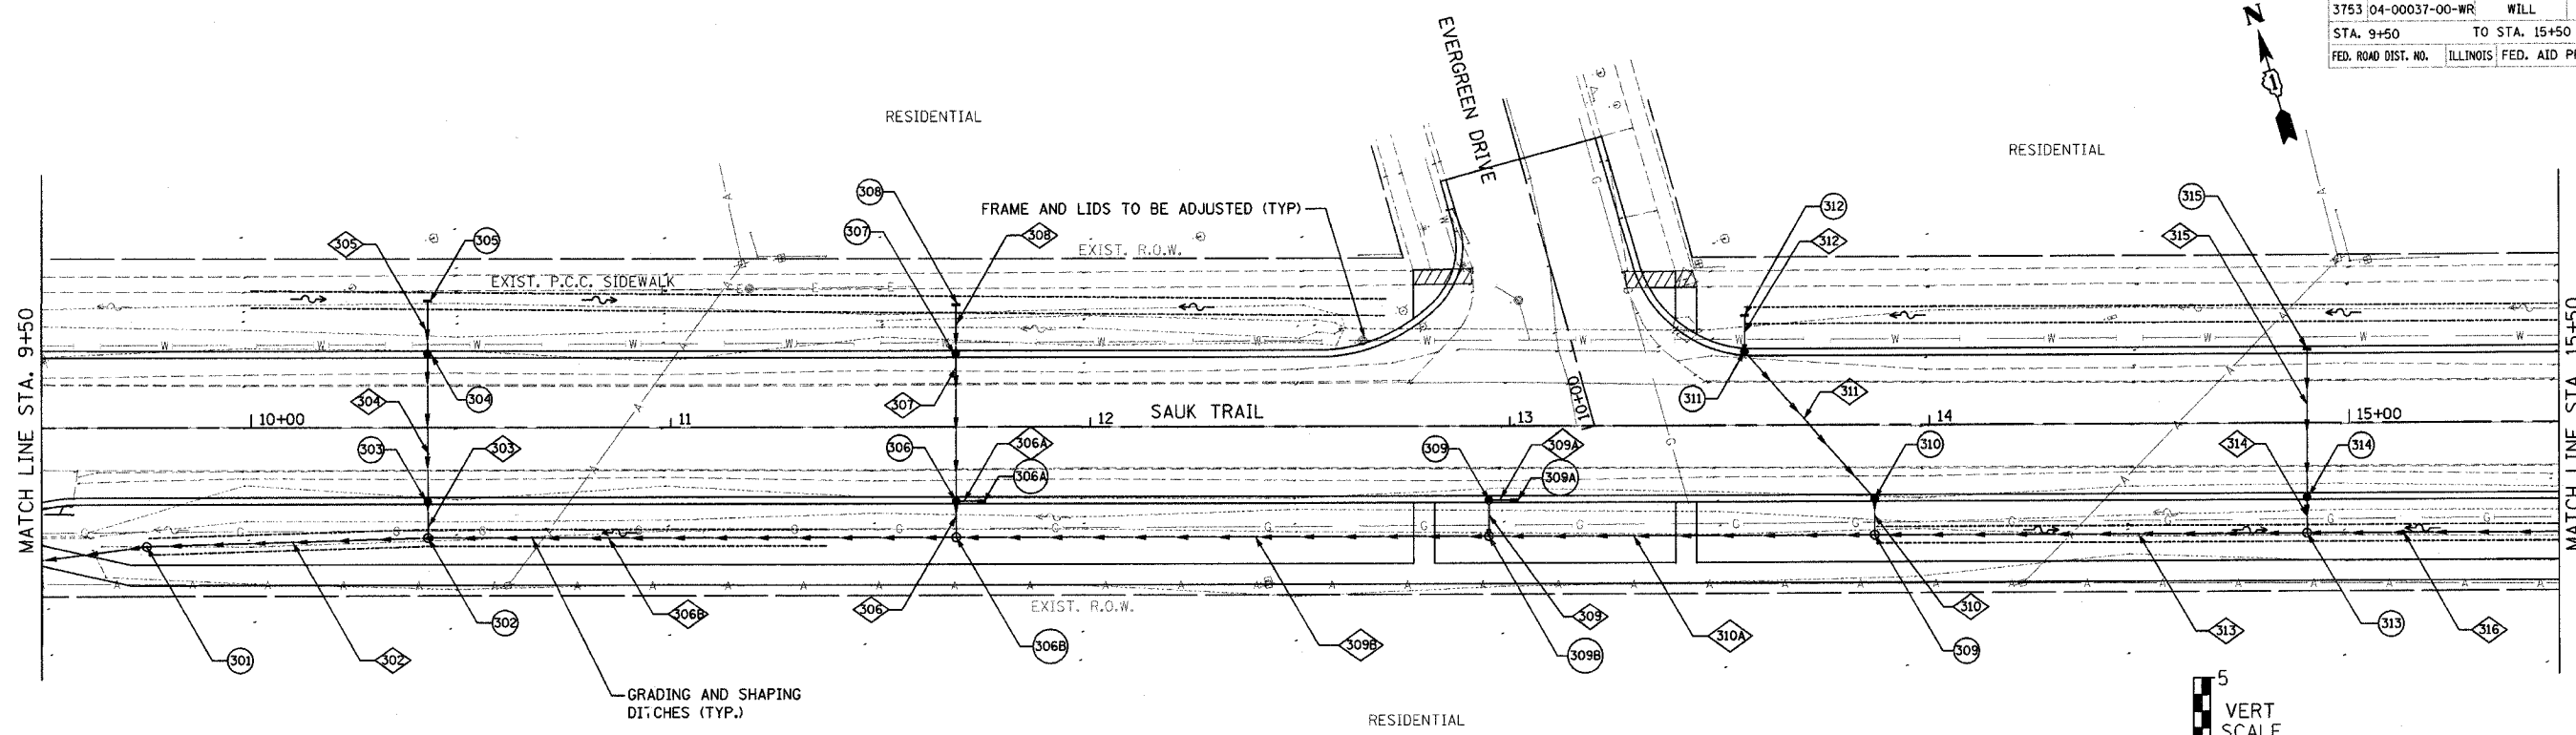 3753 04-00037-00-WR WILL
STA. 9+50 TO STA. 15+50
FED. ROAD DIST. NO. ILLINOIS FED. AID
N
1
EVERGREEN DRIVE
RESIDENTIAL
RESIDENTIAL
308
FRAME AND LIDS TO BE ADJUSTED (TYP)
312
315
305
305
307
308
312
315
EXIST. R.O.W.
EXIST. P.C.C. SIDEWALK
E E E
MATCH LINE STA. 9+50
MATCH LINE STA. 15+50
W W W W W W W W W W W W W W W
304
304
307
311
311
10+00
SAUK TRAIL
10+00 11 12 13 14 15+00
303
303
306
306A
306A
309
309A
309A
310
314
314
G G G G G G G G G G G G G G G
A A A A A A A A A A A A A A A
EXIST. R.O.W.
301
302
302
306B
306
306B
309B
309
309B
310A
310
309
313
313
316
GRADING AND SHAPING
DITCHES (TYP.)
RESIDENTIAL
5
VERT
SCALE